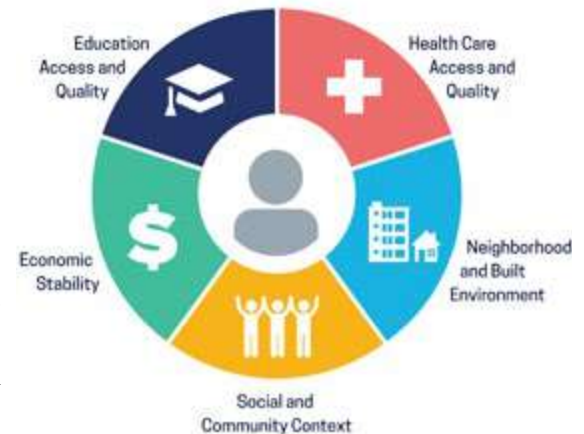 Education
Access and
Quality
Health Care
Access and
Quality
Economic
Stability
$
Neighborhood
and Built
Environment
Social and
Community Context